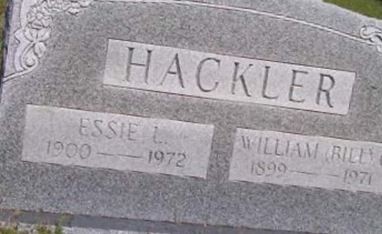 HACKLER
ESSIE L.
1900 — 1972
WILLIAM (BILL)
1899 — 1971